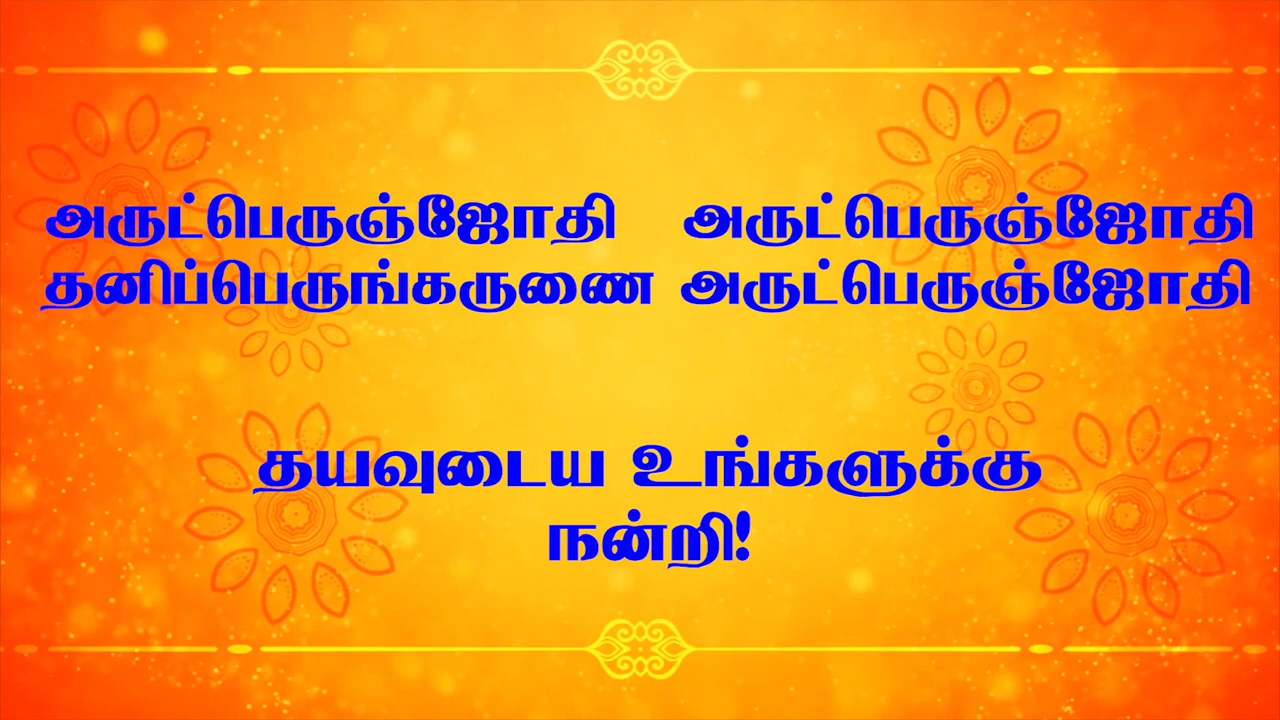 அருட்பெருஞ்ஜோதி அருட்பெருஞ்ஜோதி
தனிப்பெருங்கருணை அருட்பெருஞ்ஜோதி
தயவுடைய உங்களுக்கு
நன்றி!